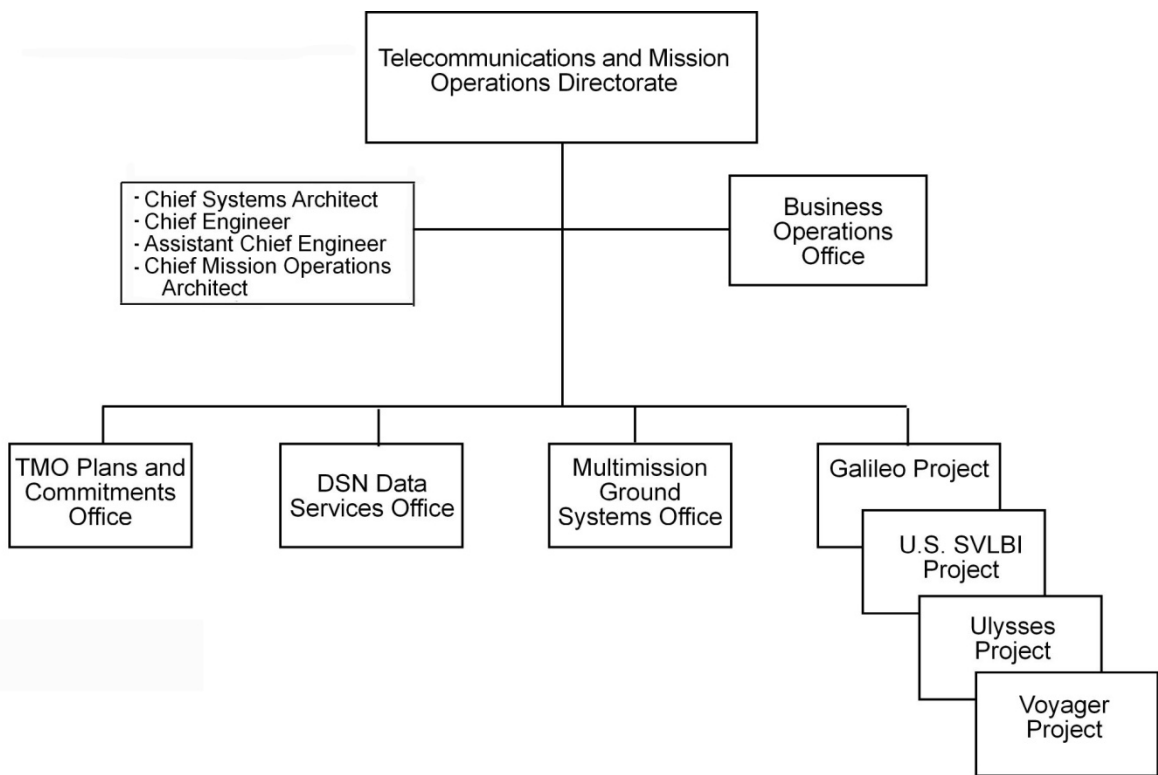 Telecommunications and Mission
Operations Directorate
- Chief Systems Architect
- Chief Engineer
- Assistant Chief Engineer
- Chief Mission Operations
Architect
Business
Operations
Office
TMO Plans and
Commitments
Office
DSN Data
Services Office
Multimission
Ground
Systems Office
Galileo Project
U.S. SVLBI
Project
Ulysses
Project
Voyager
Project